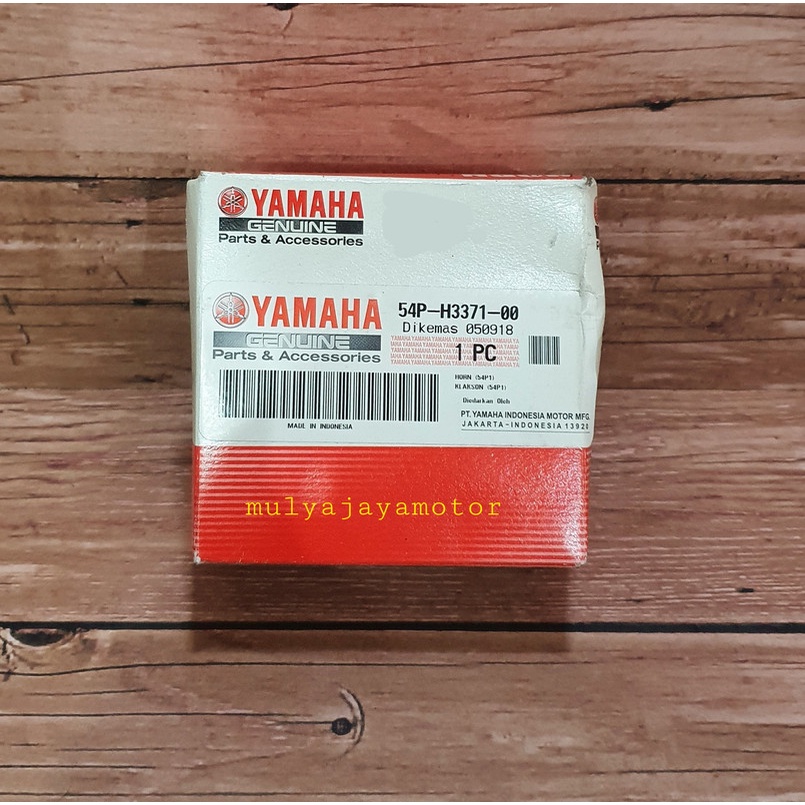 YAMAHA
GENUINE
Parts & Accessories
YAMAHA
GENUINE
Parts & Accessories
54P-H3371-00
Dikemas 050918
1 PC
HORN (54P1)
KLAKSON (54P1)
Diedarkan Oleh
PT. YAMAHA INDONESIA MOTOR MFG.
JAKARTA-INDONESIA 13920
MADE IN INDONESIA
mulyajayamotor